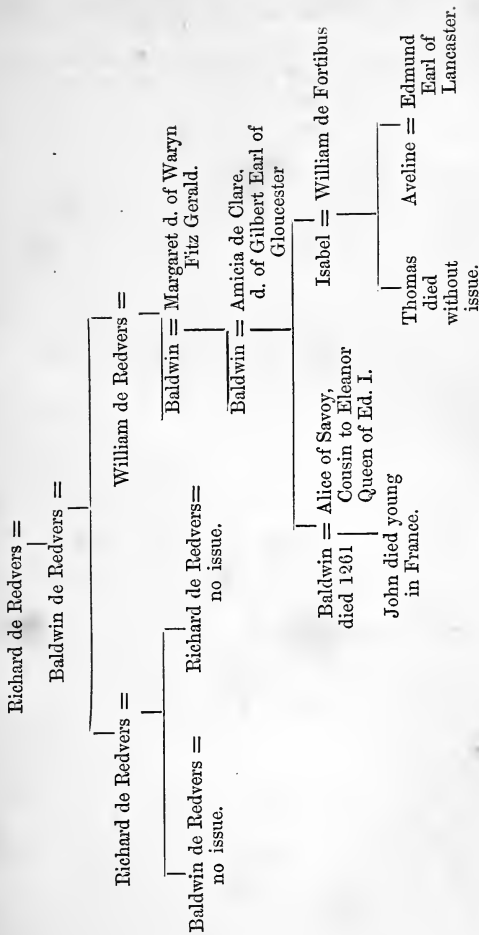 Richard de Redvers =
Baldwin de Redvers =
Richard de Redvers =
William de Redvers =
Baldwin de Redvers =
no issue.
Richard de Redvers=
no issue.
Baldwin = Margaret d. of Waryn
Fitz Gerald.
Baldwin = Amicia de Clare.
d. of Gilbert Earl of
Gloucester
Baldwin = Alice of Savoy,
died 1261 Cousin to Eleanor
Queen of Ed. I.
John died young
in France.
Isabel = William de Fortibus
Thomas
died
without
issue.
Aveline = Edmund
Earl of
Lancaster.